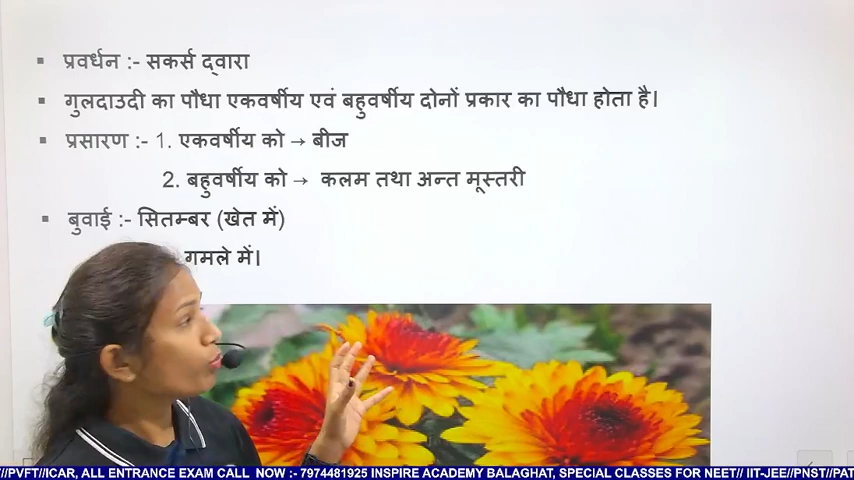 प्रवर्धन :- सकर्स द्वारा
गुलदाउदी का पौधा एकवर्षीय एवं बहुवर्षीय दोनों प्रकार का पौधा होता है।
प्रसारण :- 1. एकवर्षीय को → बीज
2. बहुवर्षीय को → कलम तथा अन्त मूस्तरी
बुवाई :- सितम्बर (खेत में)
गमले में।
//PVFT//ICAR, ALL ENTRANCE EXAM CALL NOW :- 7974481925 INSPIRE ACADEMY BALAGHAT, SPECIAL CLASSES FOR NEET// IIT-JEE//PNST//PAT